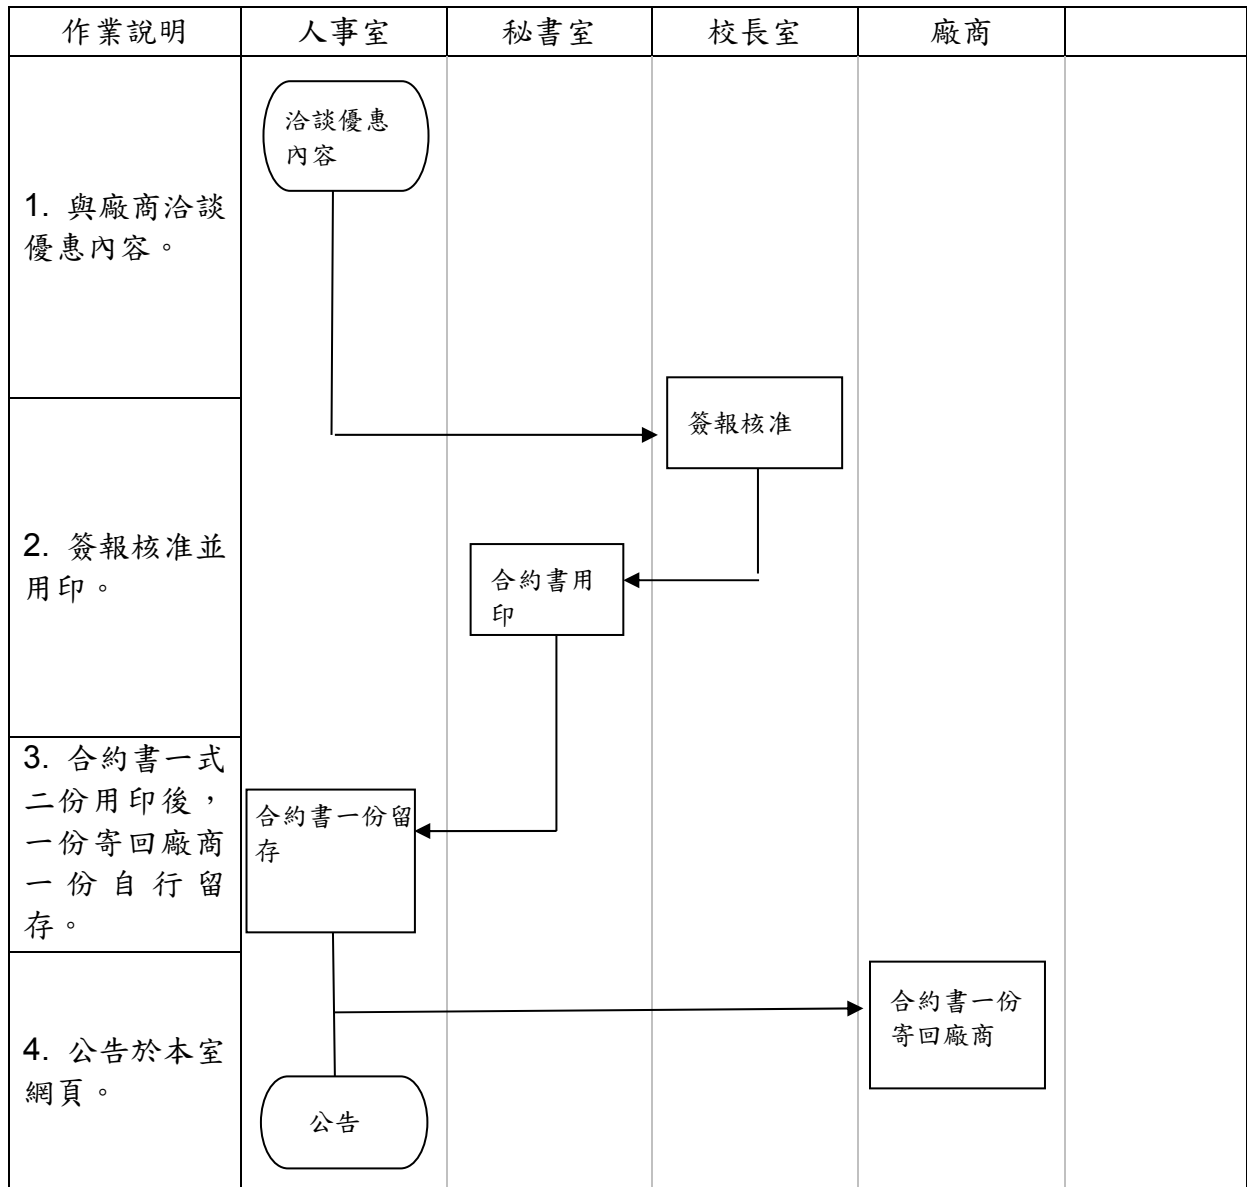 作業說明
人事室
秘書室
校長室
廠商
洽談優惠
內容
1. 與廠商洽談
優惠內容。
簽報核准
2. 簽報核准並
用印。
合約書用
印
3. 合約書一式
二份用印後，
一份寄回廠商
一份自行留
存。
合約書一份留
存
合約書一份
寄回廠商
4. 公告於本室
網頁。
公告